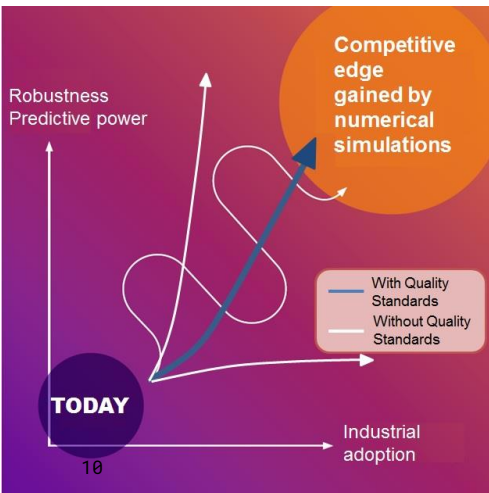 Competitive
edge
gained by
numerical
simulations
Robustness
Predictive power
With Quality
Standards
Without Quality
Standards
TODAY
Industrial
adoption
10